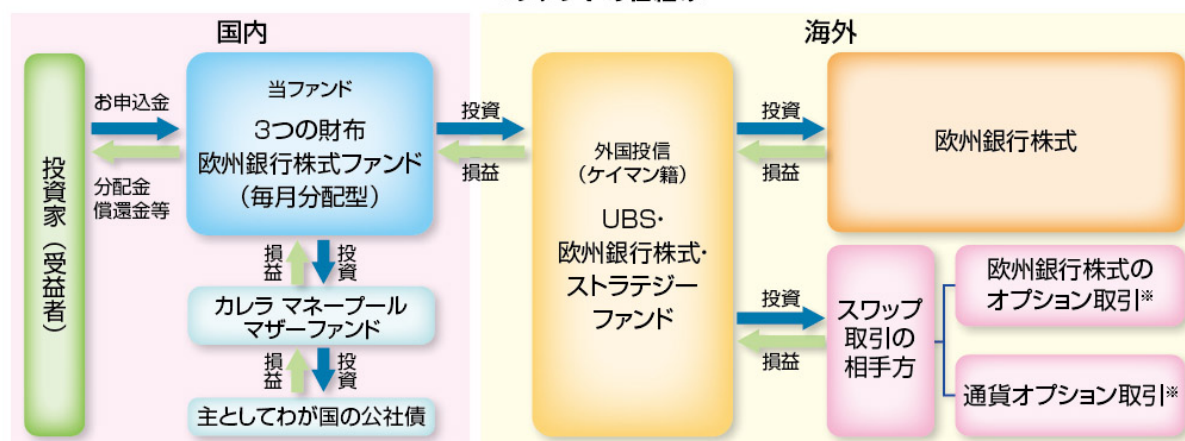 国内
海外
投資家（受益者）
お申込金
分配金
償還金等
当ファンド
3つの財布
欧州銀行株式ファンド
（毎月分配型）
投資
損益
損益
投資
カレラ マネープール
マザーファンド
損益
投資
主としてわが国の公社債
外国投信
（ケイマン籍）
UBS・
欧州銀行株式・
ストラテジー
ファンド
投資
損益
欧州銀行株式
投資
損益
スワップ
取引の
相手方
欧州銀行株式の
オプション取引※
通貨オプション取引※